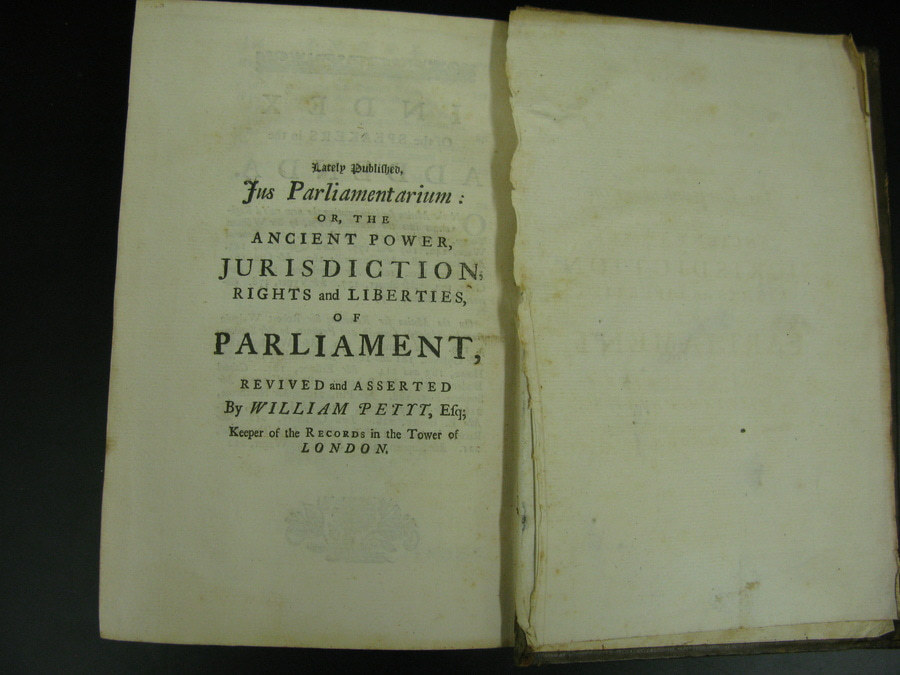 Lately Publiſhed,
Jus Parliamentarium :
OR, THE
ANCIENT POWER,
JURISDICTION,
RIGHTS and LIBERTIES,
OF
PARLIAMENT,
REVIVED and ASSERTED
By WILLIAM PETYT, Eſq;
Keeper of the RECORDS in the Tower of
LONDON.